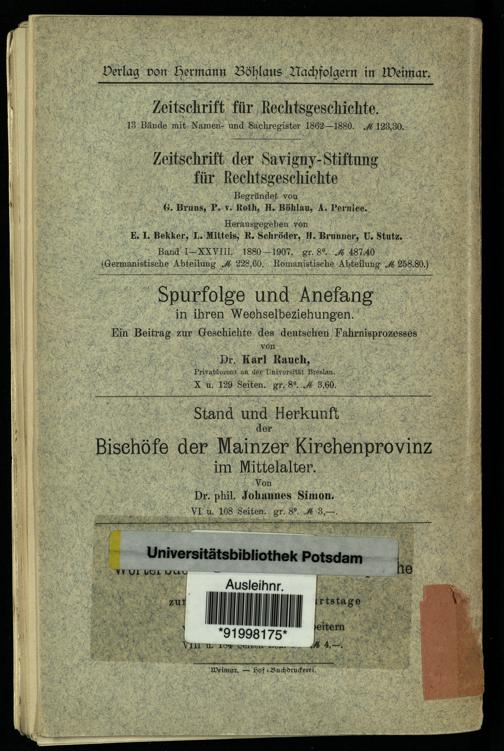 Verlag von Hermann Böhlaus Nachfolgern in Weimar.
Zeitschrift für Rechtsgeschichte.
13 Bände mit Namen- und Sachregister 1862—1880. ℳ 123,30.
Zeitschrift der Savigny-Stiftung
für Rechtsgeschichte
Begründet von
G. Bruns, P. v. Roth, H. Böhlau, A. Pernice.
Herausgegeben von
E. I. Bekker, L. Mitteis, R. Schröder, H. Brunner, U. Stutz.
Band I—XXVIII. 1880—1907. gr. 8°. ℳ 487.40
(Germanistische Abteilung ℳ 228,60. Romanistische Abteilung ℳ 258.80.)
Spurfolge und Anefang
in ihren Wechselbeziehungen.
Ein Beitrag zur Geschichte des deutschen Fahrnisprozesses
von
Dr. Karl Rauch,
Privatdozent an der Universität Breslau.
X u. 129 Seiten. gr. 8°. ℳ 3,60.
Stand und Herkunft
der
Bischöfe der Mainzer Kirchenprovinz
im Mittelalter.
Von
Dr. phil. Johannes Simon.
VI u. 108 Seiten. gr. 8°. ℳ 3,—.
Universitätsbibliothek Potsdam
Ausleihnr.
*91998175*
VIII u. 184 Seiten ℳ 4,—.
Weimar. — Hof-Buchdruckerei.